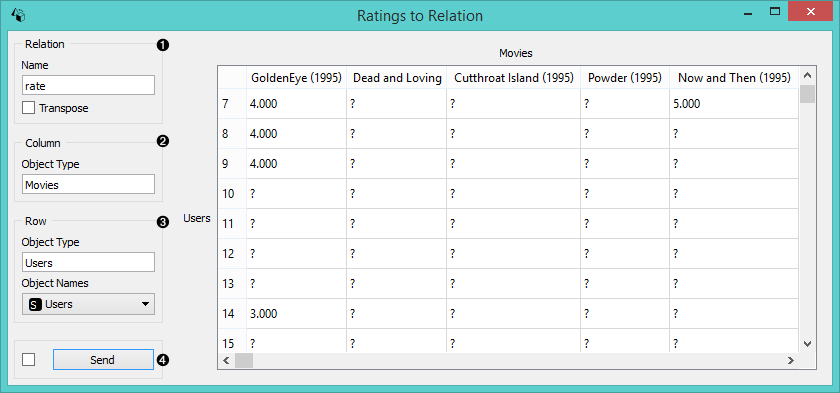 Ratings to Relation
Relation ❶
Name
rate
Transpose
Column ❷
Object Type
Movies
Row ❸
Object Type
Users
Object Names
S Users
Send ❹
Movies
Users
GoldenEye (1995) Dead and Loving Cutthroat Island (1995) Powder (1995) Now and Then (1995)
7 4.000 ? ? ? 5.000
8 4.000 ? ? ? ?
9 4.000 ? ? ? ?
10 ? ? ? ? ?
11 ? ? ? ? ?
12 ? ? ? ? ?
13 ? ? ? ? ?
14 3.000 ? ? ? ?
15 ? ? ? ? ?